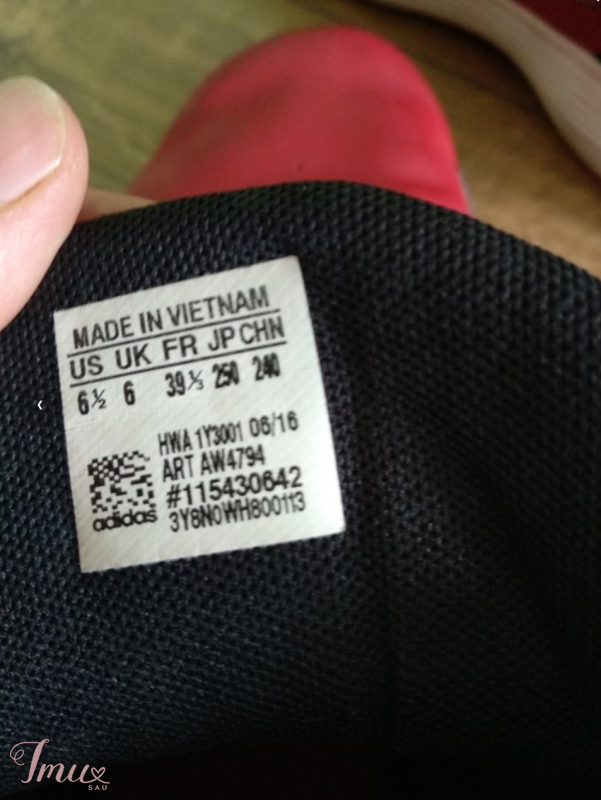 MADE IN VIETNAM
US UK FR JP CHN
6½ 6 39⅓ 250 240
HWA 1Y3001 06/16
ART AW4794
#115430642
3Y8N0WH800113
adidas
Imux
SAU